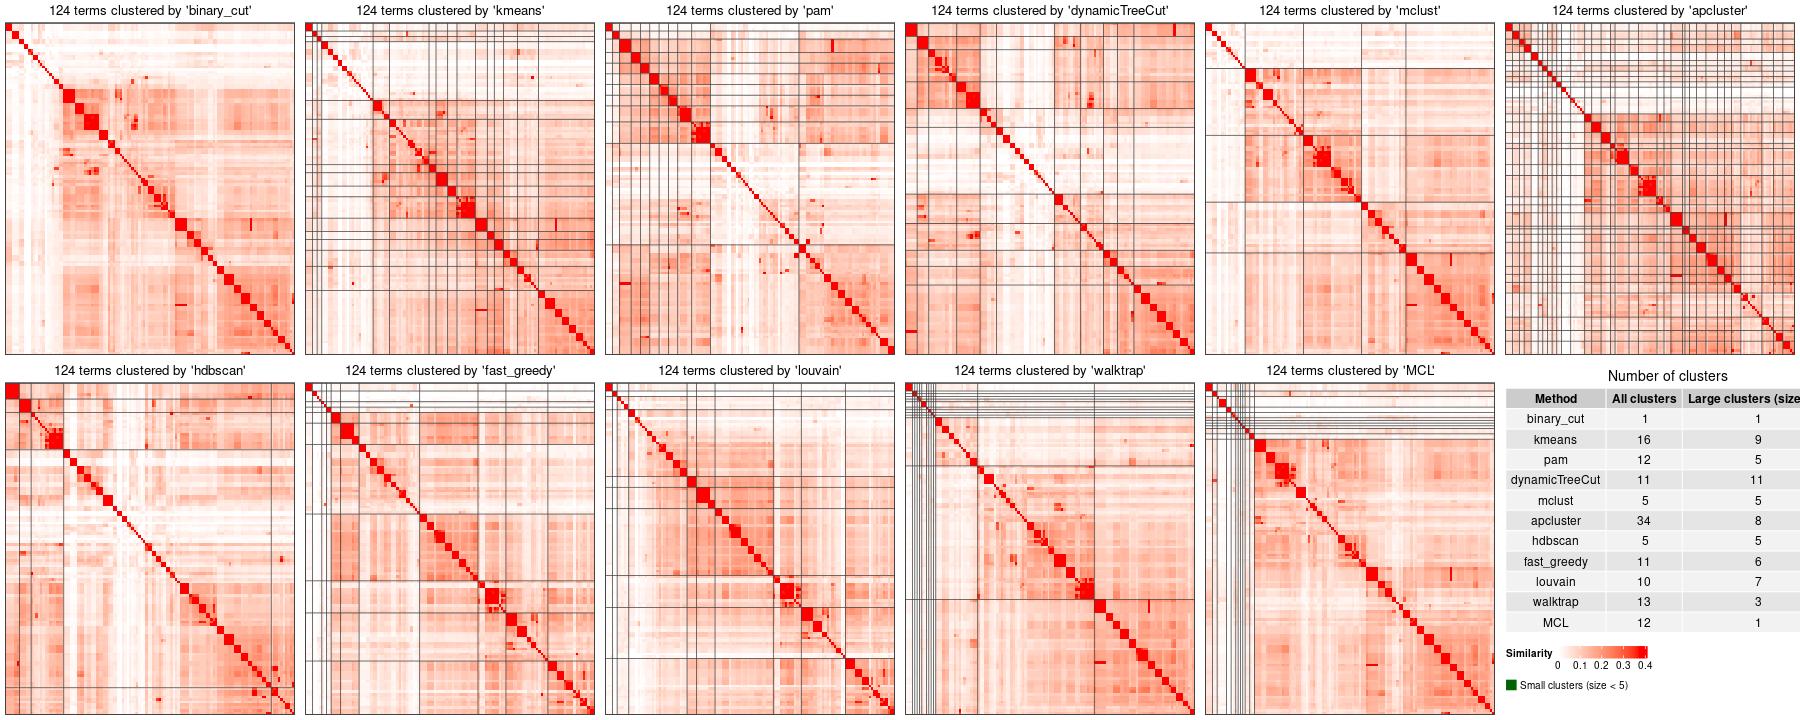 124 terms clustered by 'binary_cut'
124 terms clustered by 'kmeans'
124 terms clustered by 'pam'
124 terms clustered by 'dynamicTreeCut'
124 terms clustered by 'mclust'
124 terms clustered by 'apcluster'
124 terms clustered by 'hdbscan'
124 terms clustered by 'fast_greedy'
124 terms clustered by 'louvain'
124 terms clustered by 'walktrap'
124 terms clustered by 'MCL'
Number of clusters
Method All clusters Large clusters (size
binary_cut 1 1
kmeans 16 9
pam 12 5
dynamicTreeCut 11 11
mclust 5 5
apcluster 34 8
hdbscan 5 5
fast_greedy 11 6
louvain 10 7
walktrap 13 3
MCL 12 1
Similarity
0 0.1 0.2 0.3 0.4
Small clusters (size < 5)